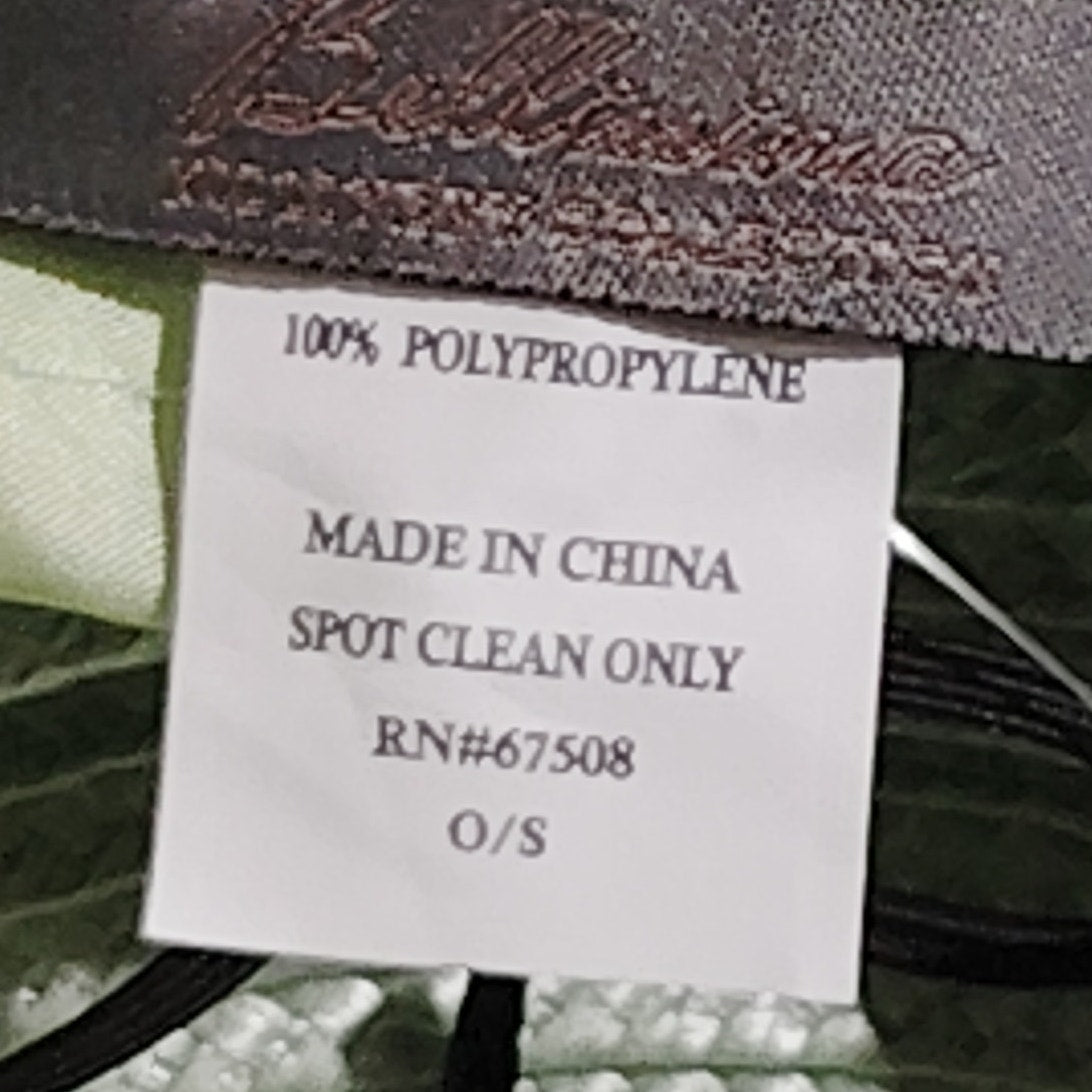 100% POLYPROPYLENE
MADE IN CHINA
SPOT CLEAN ONLY
RN#67508
O/S